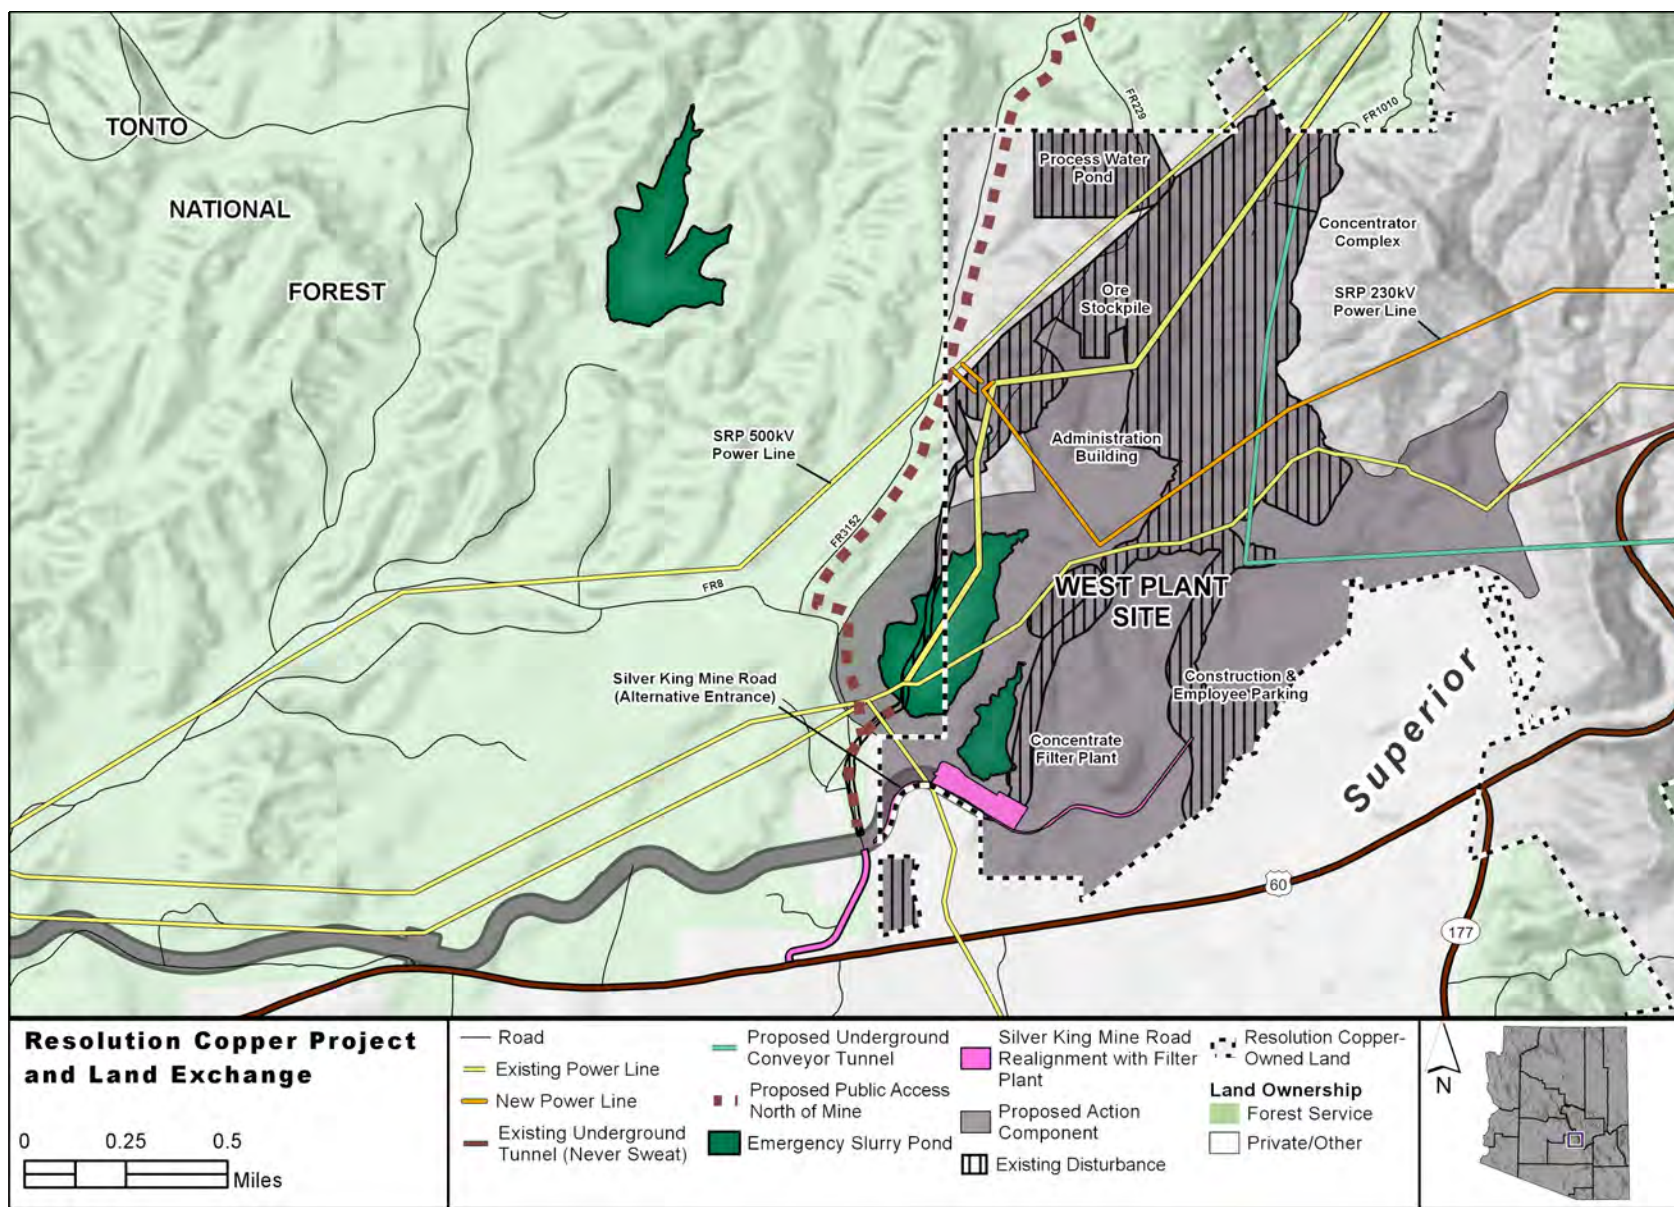 TONTO
NATIONAL
FOREST
FR229
FR1010
Process Water
Pond
Concentrator
Complex
Ore
Stockpile
SRP 230kV
Power Line
SRP 500kV
Power Line
Administration
Building
FR3152
FR8
WEST PLANT
SITE
Silver King Mine Road
(Alternative Entrance)
Construction &
Employee Parking
Concentrate
Filter Plant
Superior
60
177
Resolution Copper Project
and Land Exchange
0 0.25 0.5
Miles
Road
Existing Power Line
New Power Line
Existing Underground
Tunnel (Never Sweat)
Proposed Underground
Conveyor Tunnel
Proposed Public Access
North of Mine
Emergency Slurry Pond
Silver King Mine Road
Realignment with Filter
Plant
Proposed Action
Component
Existing Disturbance
Resolution Copper-
Owned Land
Land Ownership
Forest Service
Private/Other
N